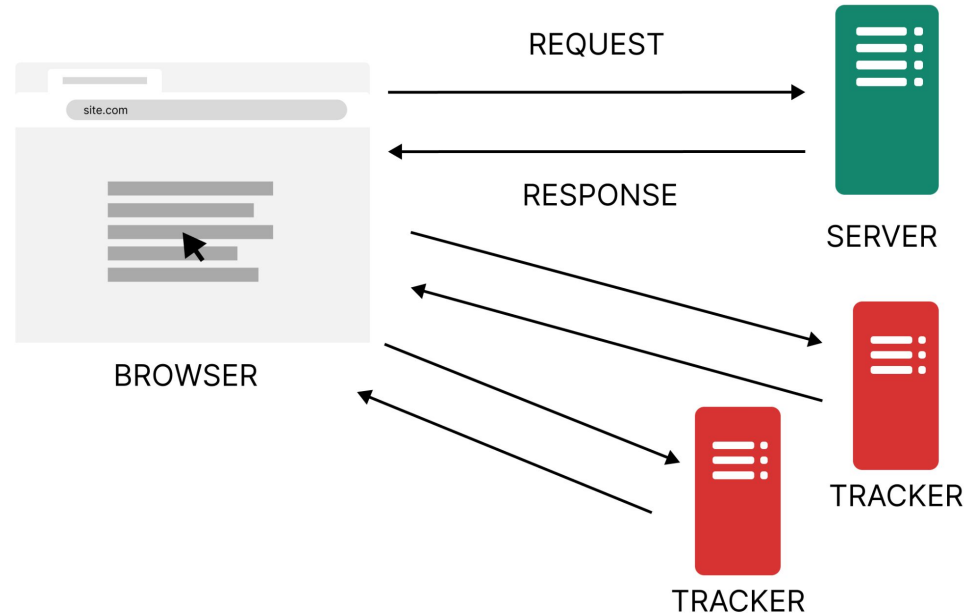 REQUEST
site.com
RESPONSE
SERVER
BROWSER
TRACKER
TRACKER